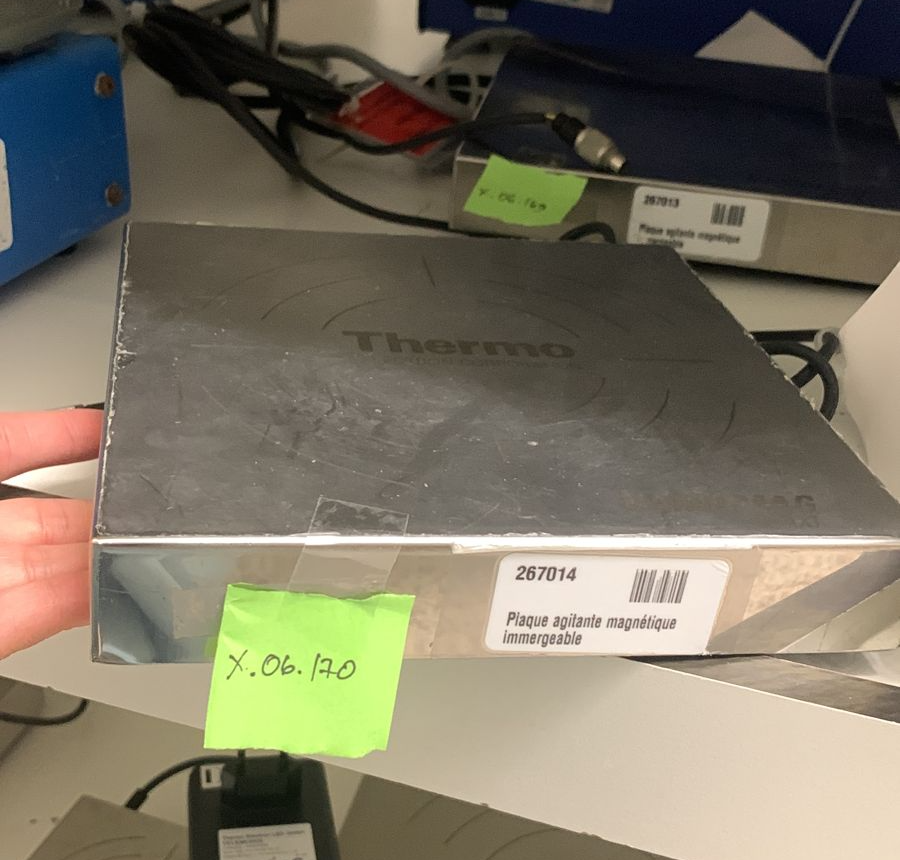 X.06.169
267013
Plaque agitante magnétique
Thermo
267014
Plaque agitante magnétique
immergeable
X.06.170